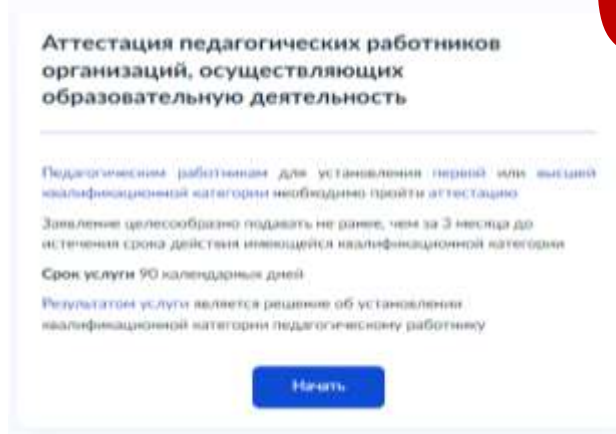 Аттестация педагогических работников
организаций, осуществляющих
образовательную деятельность
Педагогическим работникам для установления первой или высшей
квалификационной категории необходимо пройти аттестацию
Заявление целесообразно подавать не ранее, чем за 3 месяца до
истечения срока действия имеющейся квалификационной категории
Срок услуги 90 календарных дней
Результатом услуги является решение об установлении
квалификационной категории педагогическому работнику
Начать